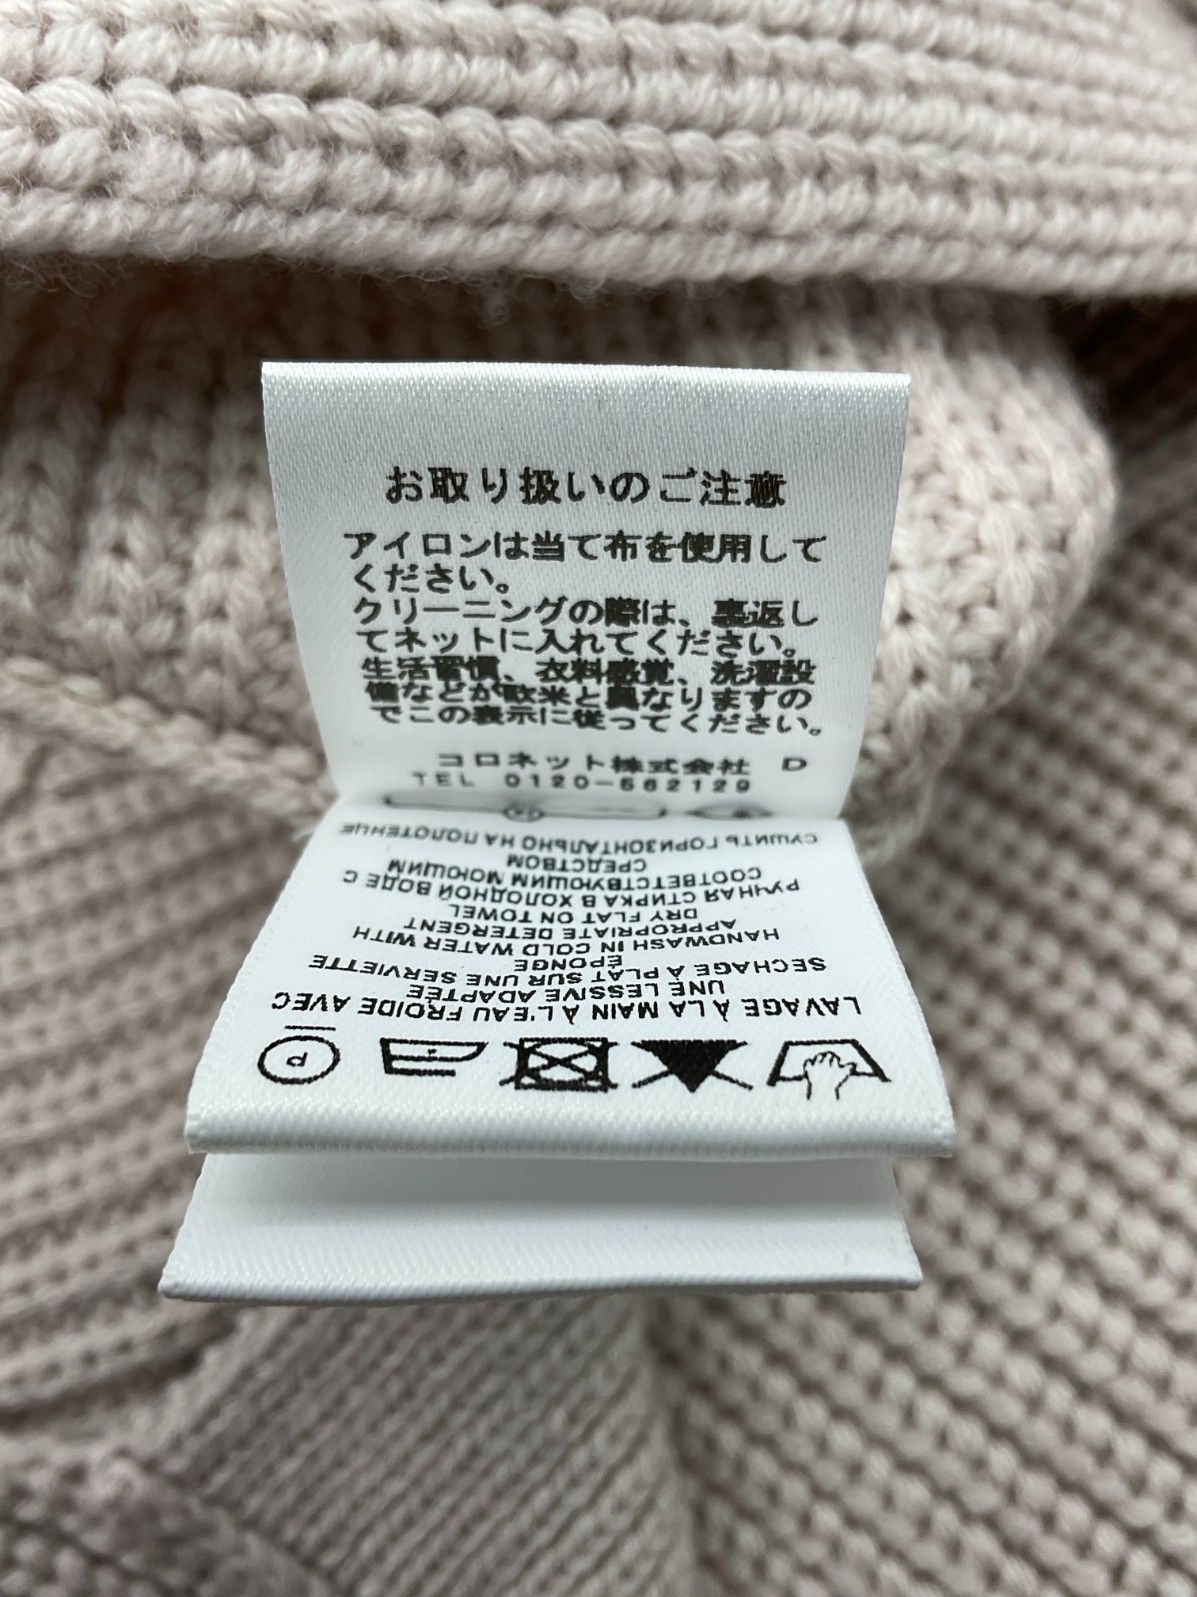 お取り扱いのご注意
アイロンは当て布を使用して
ください。
クリーニングの際は、裏返し
てネットに入れてください。
生活習慣、衣料感覚、洗濯設
備などが欧米と異なりますの
でこの表示に従ってください。
コロネット株式会社 D
TEL 0120-562129
LAVAGE À LA MAIN À L'EAU FROIDE AVEC
UNE LESSIVE ADAPTÉE
SECHAGE À PLAT SUR UNE SERVIETTE
ÉPONGE
HANDWASH IN COLD WATER WITH
APPROPRIATE DETERGENT
DRY FLAT ON TOWEL
РУЧНАЯ СТИРКА В ХОЛОДНОЙ ВОДЕ С
СООТВЕТСТВУЮЩИМ МОЮЩИМ
СРЕДСТВОМ
СУШИТЬ ГОРИЗОНТАЛЬНО НА ПОЛОТЕНЦЕ
P